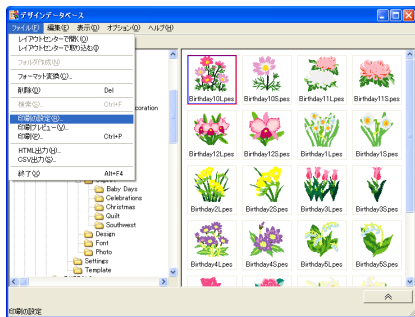 デザインデータベース
ファイル(F) 編集(E) 表示(D) オプション(O) ヘルプ(H)
レイアウトセンターで開く(O)
レイアウトセンターで取り込む(I)
フォルダ作成(N)
フォーマット変換(C)...
削除(D) Del
検索(S)... Ctrl+F
印刷の設定(R)...
印刷プレビュー(V)...
印刷(P)... Ctrl+P
HTML出力(H)...
CSV出力(S)...
終了(X) Alt+F4
coration
Baby Days
Celebrations
Christmas
Quilt
Southwest
Design
Font
Photo
Settings
Template
Birthday10L.pes Birthday10S.pes Birthday11L.pes Birthday11S.pes
Birthday12L.pes Birthday12S.pes Birthday1L.pes Birthday1S.pes
Birthday2L.pes Birthday2S.pes Birthday3L.pes Birthday3S.pes
Birthday4L.pes Birthday4S.pes Birthday5L.pes Birthday5S.pes
印刷の設定